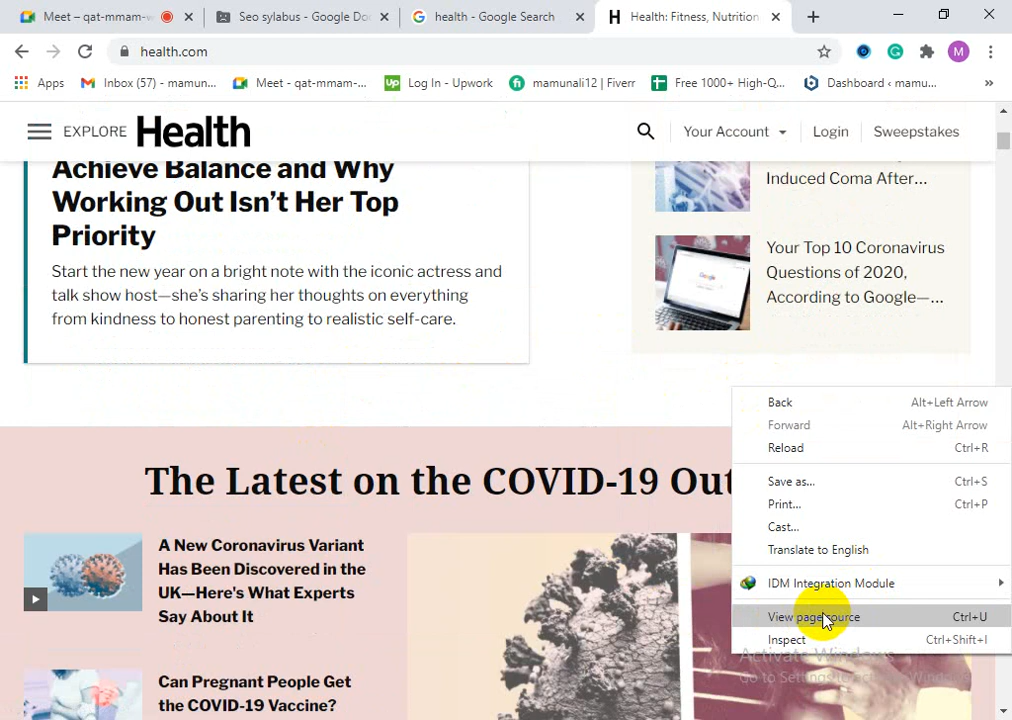 Meet – qat-mmam-w
Seo sylabus - Google Do
health - Google Search
Health: Fitness, Nutrition
health.com
M
Apps
Inbox (57) - mamun...
Meet - qat-mmam-...
Up
Log In - Upwork
fi
mamunali12 | Fiverr
Free 1000+ High-Q...
Dashboard ‹ mamu...
»
EXPLORE
Health
Your Account
Login
Sweepstakes
Achieve Balance and Why
Working Out Isn't Her Top
Priority
Start the new year on a bright note with the iconic actress and
talk show host—she's sharing her thoughts on everything
from kindness to honest parenting to realistic self-care.
Induced Coma After...
Your Top 10 Coronavirus
Questions of 2020,
According to Google—...
Back Alt+Left Arrow
Forward Alt+Right Arrow
Reload Ctrl+R
Save as... Ctrl+S
Print... Ctrl+P
Cast...
Translate to English
IDM Integration Module
View page source Ctrl+U
Inspect Ctrl+Shift+I
Activate Windows
Go to Settings to activate Windows.
The Latest on the COVID-19 Out
A New Coronavirus Variant
Has Been Discovered in the
UK—Here's What Experts
Say About It
Can Pregnant People Get
the COVID-19 Vaccine?